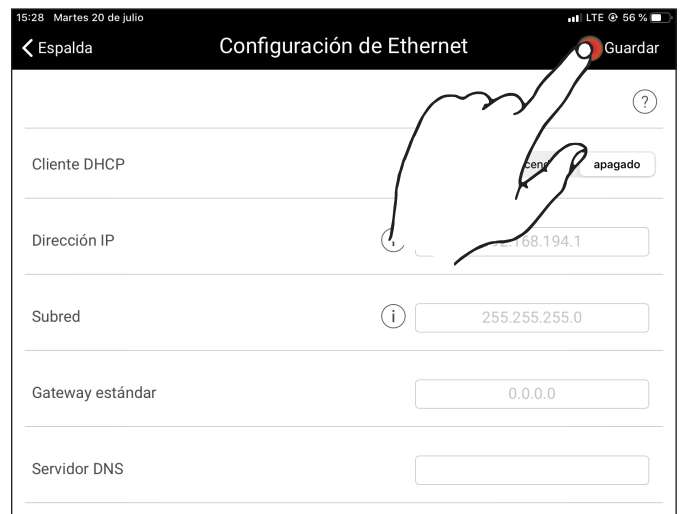 15:28 Martes 20 de julio LTE 56 %
Espalda Configuración de Ethernet Guardar
?
Cliente DHCP apagado
Dirección IP
Subred i 255.255.255.0
Gateway estándar 0.0.0.0
Servidor DNS